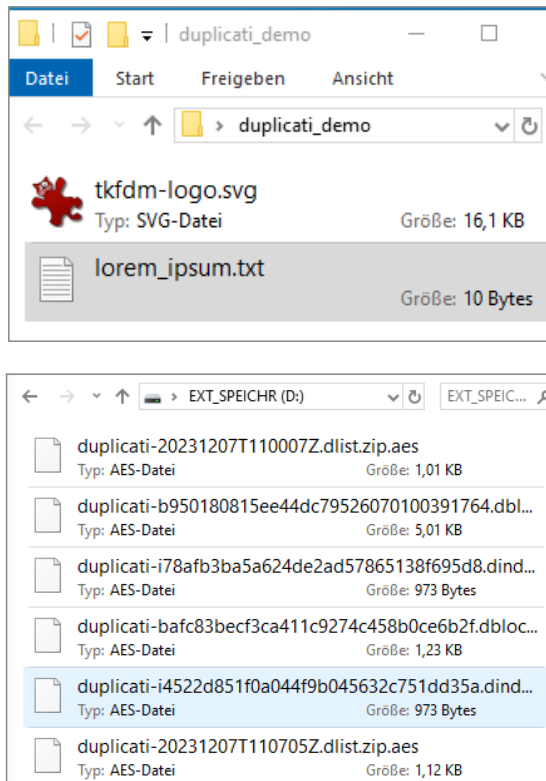 duplicati_demo
Datei Start Freigeben Ansicht
duplicati_demo
tkfdm-logo.svg
Typ: SVG-Datei Größe: 16,1 KB
lorem_ipsum.txt
Größe: 10 Bytes
EXT_SPEICHR (D:) EXT_SPEIC...
duplicati-20231207T110007Z.dlist.zip.aes
Typ: AES-Datei Größe: 1,01 KB
duplicati-b950180815ee44dc79526070100391764.dbl...
Typ: AES-Datei Größe: 5,01 KB
duplicati-i78afb3ba5a624de2ad57865138f695d8.dind...
Typ: AES-Datei Größe: 973 Bytes
duplicati-bafc83becf3ca411c9274c458b0ce6b2f.dbloc...
Typ: AES-Datei Größe: 1,23 KB
duplicati-i4522d851f0a044f9b045632c751dd35a.dind...
Typ: AES-Datei Größe: 973 Bytes
duplicati-20231207T110705Z.dlist.zip.aes
Typ: AES-Datei Größe: 1,12 KB